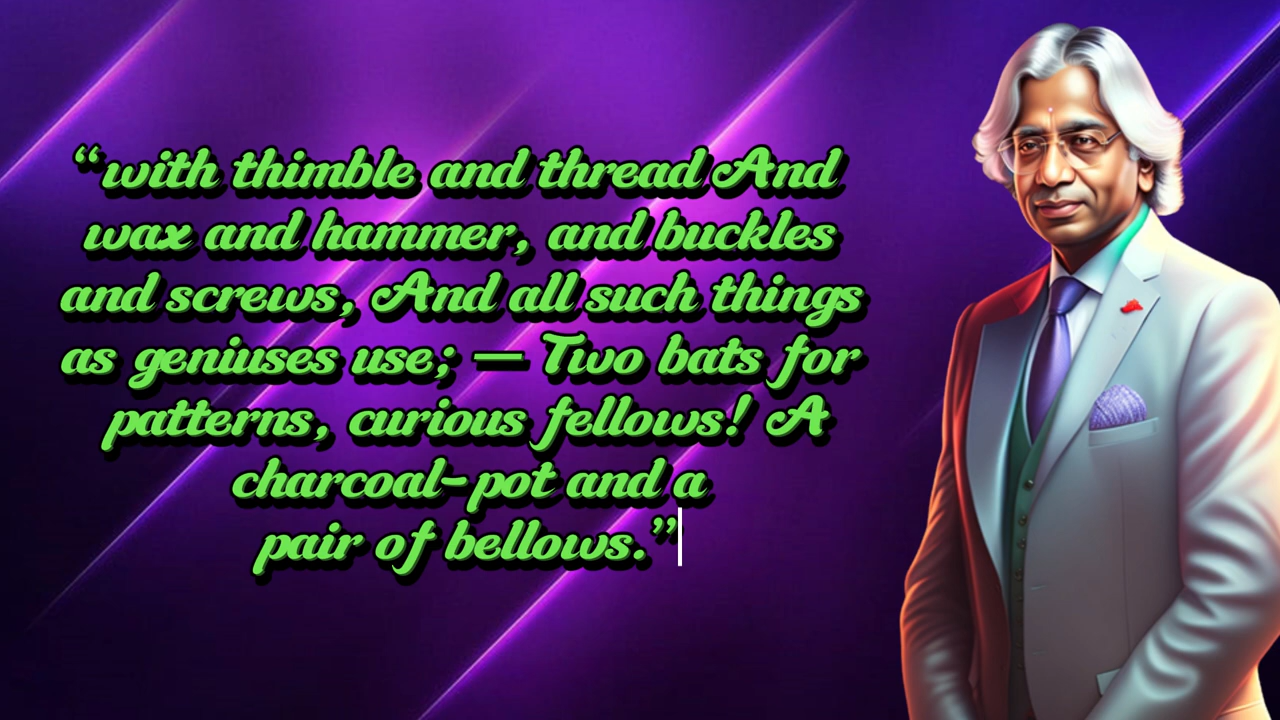 “with thimble and thread And
wax and hammer, and buckles
and screws, And all such things
as geniuses use; — Two bats for
patterns, curious fellows! A
charcoal-pot and a
pair of bellows.”